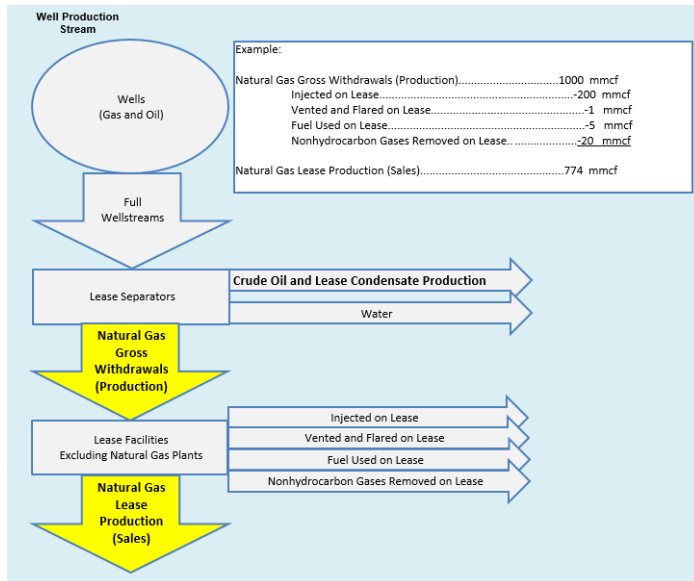 Well Production
Stream
Wells
(Gas and Oil)
Example:
Natural Gas Gross Withdrawals (Production)................................1000 mmcf
Injected on Lease..............................................................-200 mmcf
Vented and Flared on Lease.................................................-1 mmcf
Fuel Used on Lease.............................................................-5 mmcf
Nonhydrocarbon Gases Removed on Lease.. ...................-20 mmcf
Natural Gas Lease Production (Sales)..............................................774 mmcf
Full
Wellstreams
Lease Separators
Crude Oil and Lease Condensate Production
Water
Natural Gas
Gross
Withdrawals
(Production)
Lease Facilities
Excluding Natural Gas Plants
Injected on Lease
Vented and Flared on Lease
Fuel Used on Lease
Nonhydrocarbon Gases Removed on Lease
Natural Gas
Lease
Production
(Sales)